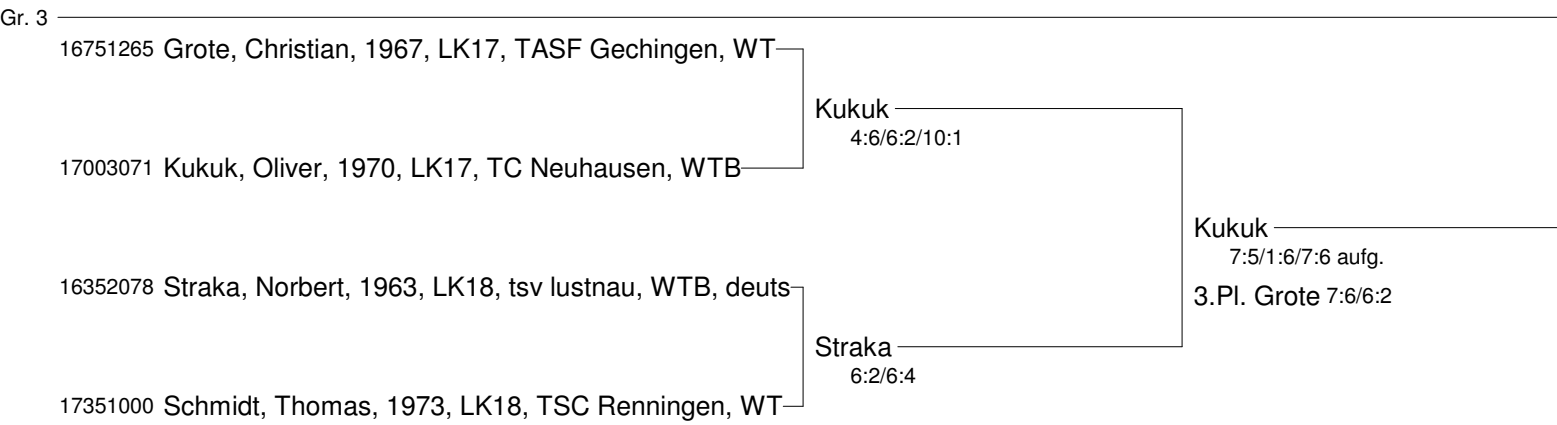 Gr. 3
16751265 Grote, Christian, 1967, LK17, TASF Gechingen, WT
Kukuk
4:6/6:2/10:1
17003071 Kukuk, Oliver, 1970, LK17, TC Neuhausen, WTB
Kukuk
7:5/1:6/7:6 aufg.
16352078 Straka, Norbert, 1963, LK18, tsv lustnau, WTB, deuts
3.Pl. Grote 7:6/6:2
Straka
6:2/6:4
17351000 Schmidt, Thomas, 1973, LK18, TSC Renningen, WT